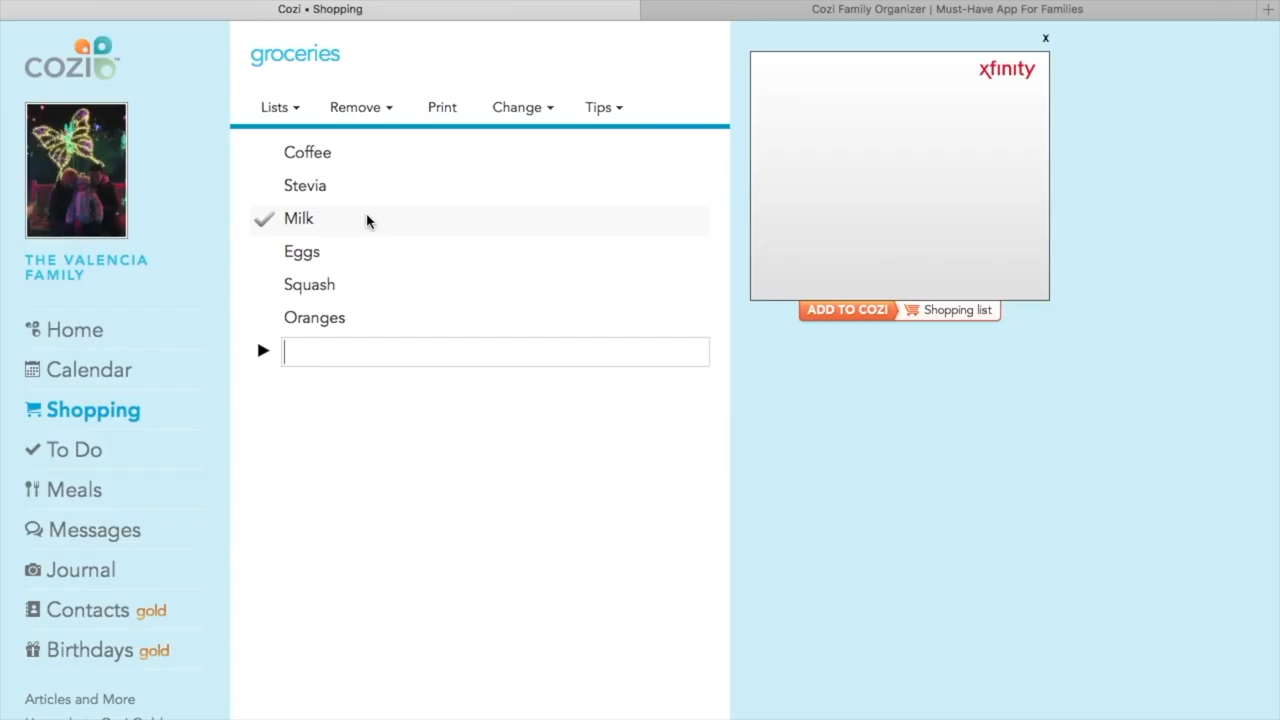 Cozi • Shopping
Cozi Family Organizer | Must-Have App For Families
cozi™
groceries
x
xfinity
Lists
Remove
Print
Change
Tips
THE VALENCIA
FAMILY
Home
Calendar
Shopping
To Do
Meals
Messages
Journal
Contacts gold
Birthdays gold
Articles and More
Coffee
Stevia
Milk
Eggs
Squash
Oranges
ADD TO COZI Shopping list